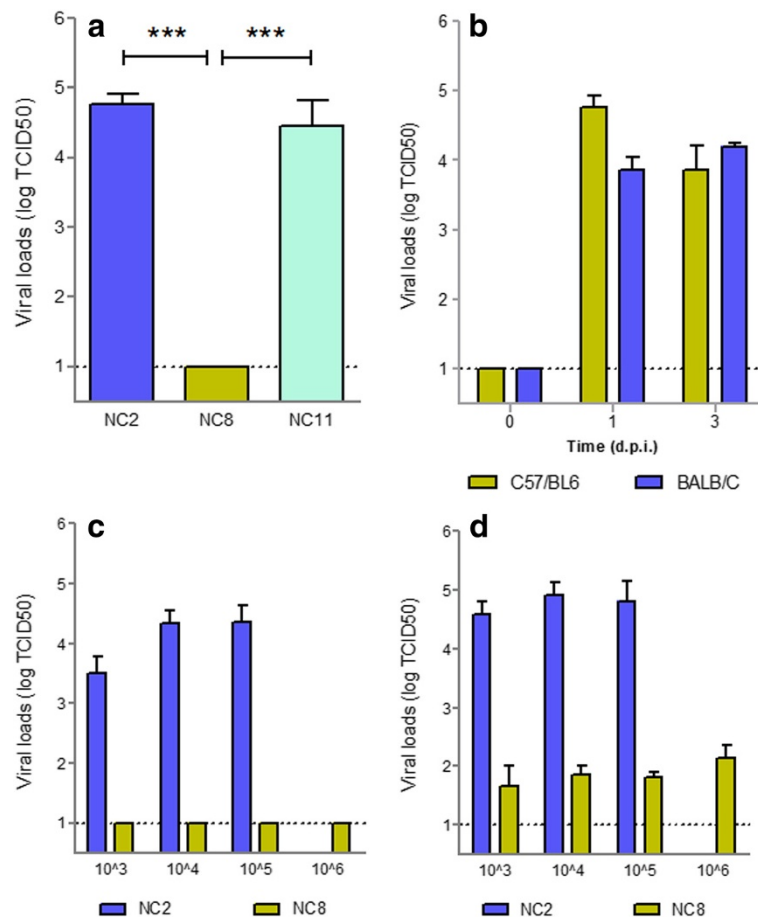 a
*** ***
6
5
4
3
2
1
Viral loads (log TCID50)
NC2 NC8 NC11
b
6
5
4
3
2
1
Viral loads (log TCID50)
0 1 3
Time (d.p.i.)
C57/BL6 BALB/C
c
6
5
4
3
2
1
Viral loads (log TCID50)
10^3 10^4 10^5 10^6
NC2 NC8
d
6
5
4
3
2
1
Viral loads (log TCID50)
10^3 10^4 10^5 10^6
NC2 NC8